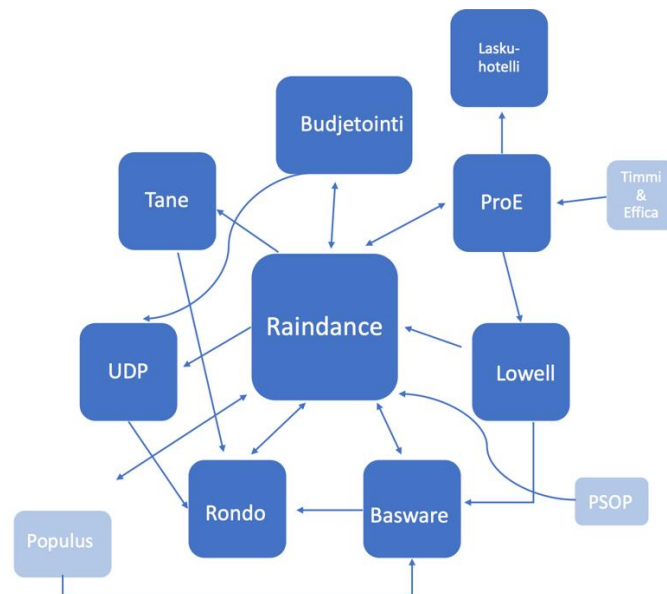 Lasku-
hotelli
Budjetointi
Tane
ProE
Timmi
&
Effica
Raindance
UDP
Lowell
Rondo
Basware
PSOP
Populus